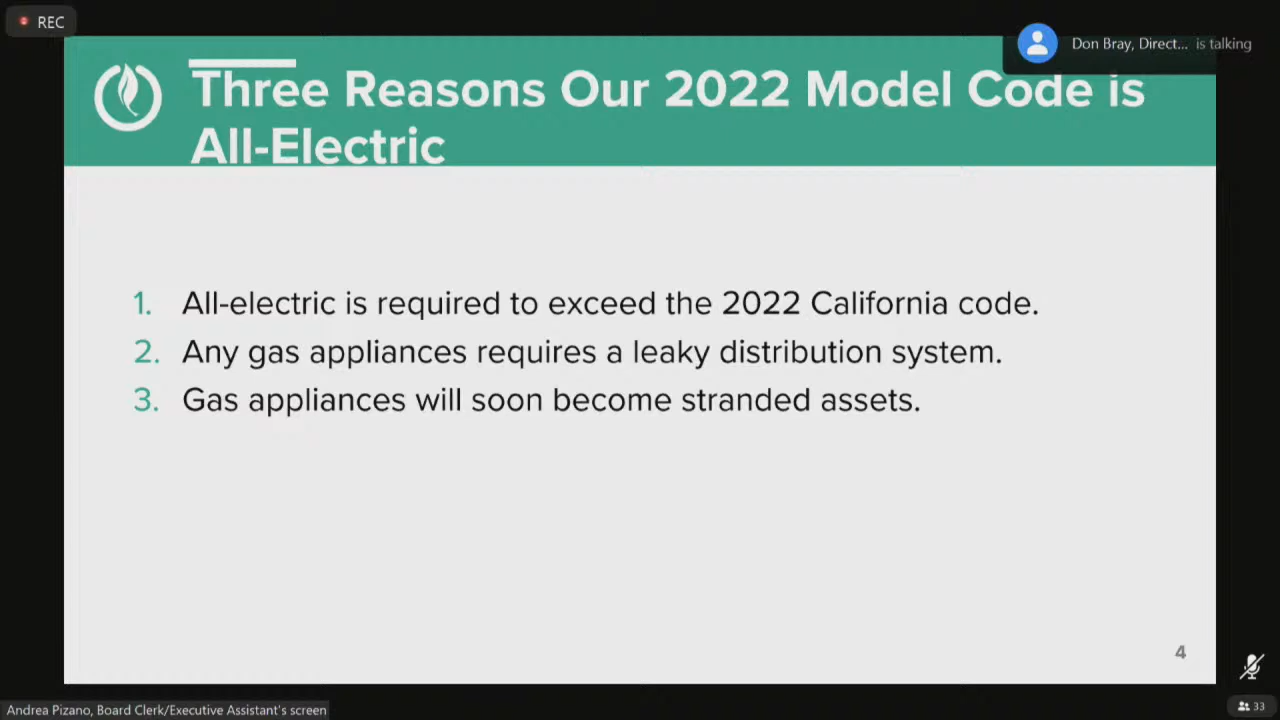 REC
Don Bray, Direct... is talking
Three Reasons Our 2022 Model Code is
All-Electric
1. All-electric is required to exceed the 2022 California code.
2. Any gas appliances requires a leaky distribution system.
3. Gas appliances will soon become stranded assets.
4
Andrea Pizano, Board Clerk/Executive Assistant's screen
33